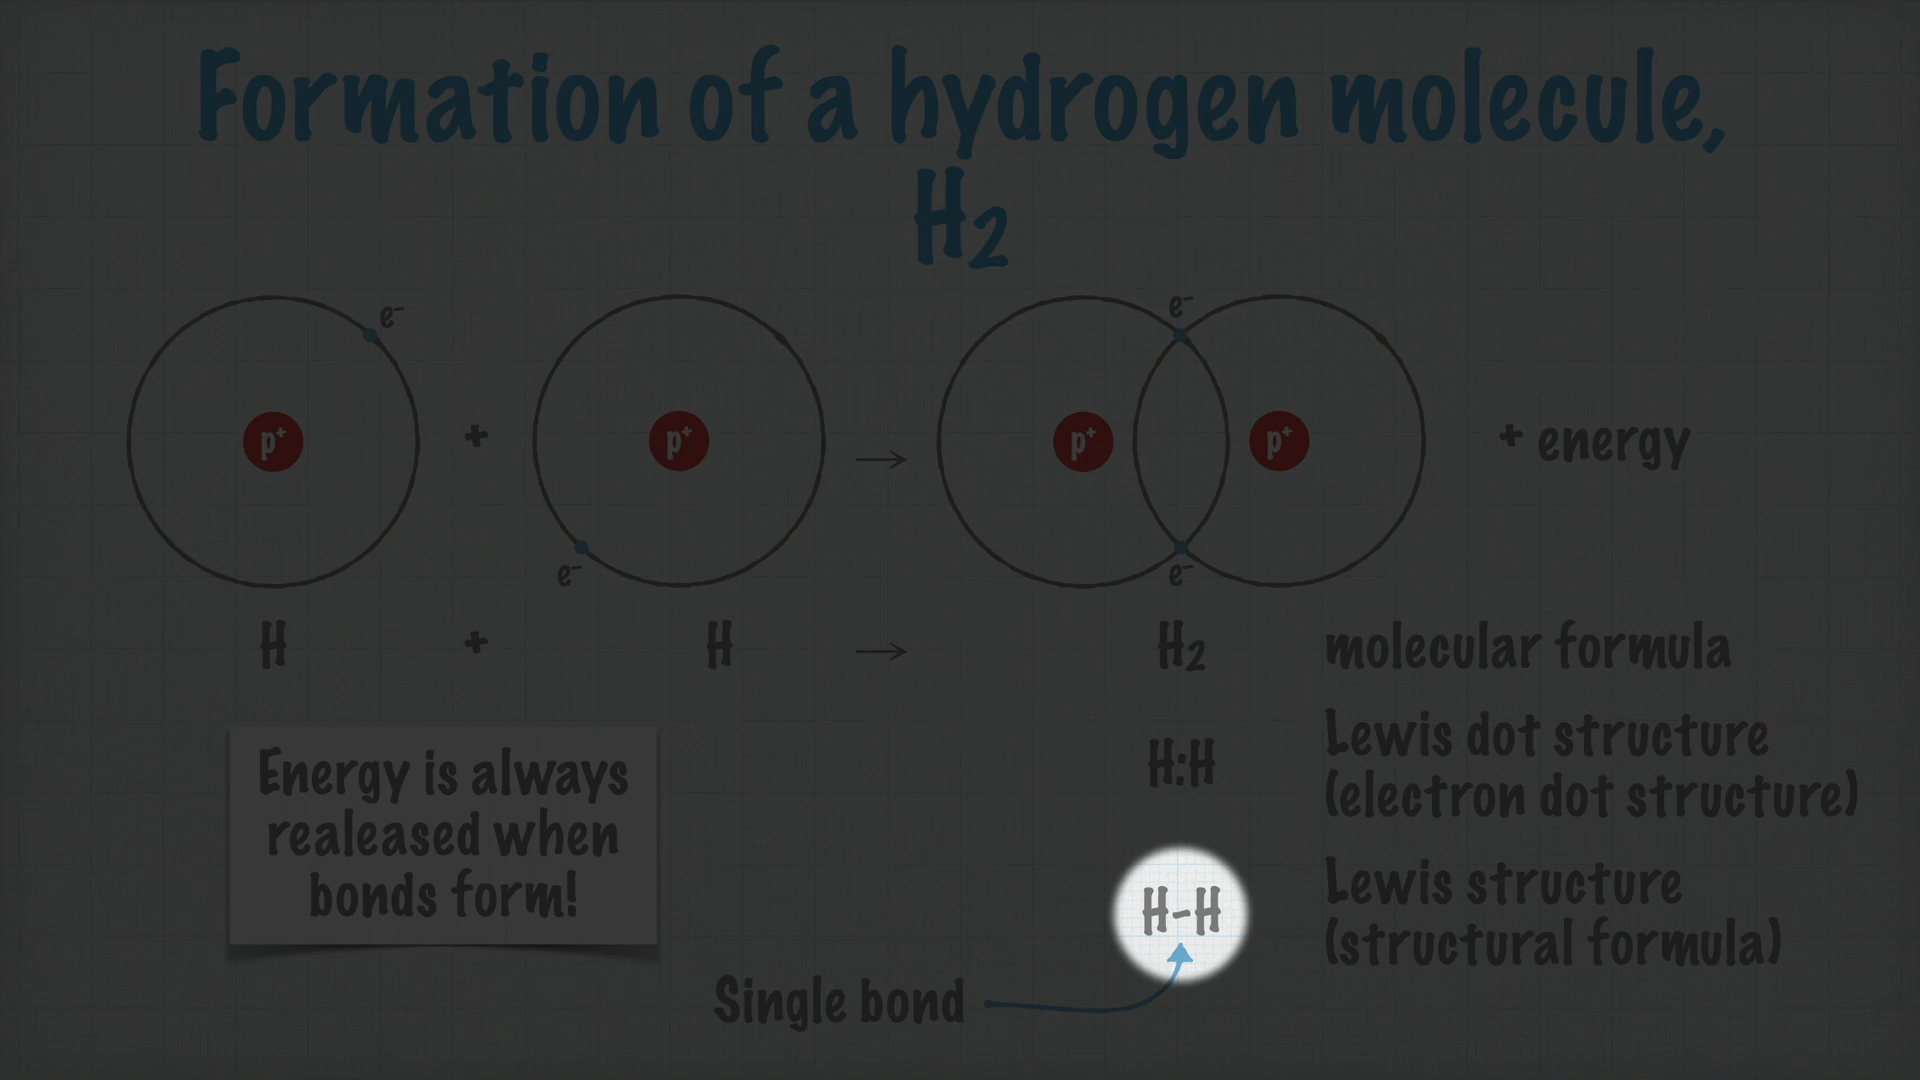 Formation of a hydrogen molecule,
H₂
e⁻
e⁻
p⁺
+
p⁺
→
p⁺
p⁺
+ energy
e⁻
e⁻
H + H → H₂ molecular formula
H:H
Lewis dot structure
(electron dot structure)
Energy is always
realeased when
bonds form!
H-H
Lewis structure
(structural formula)
Single bond